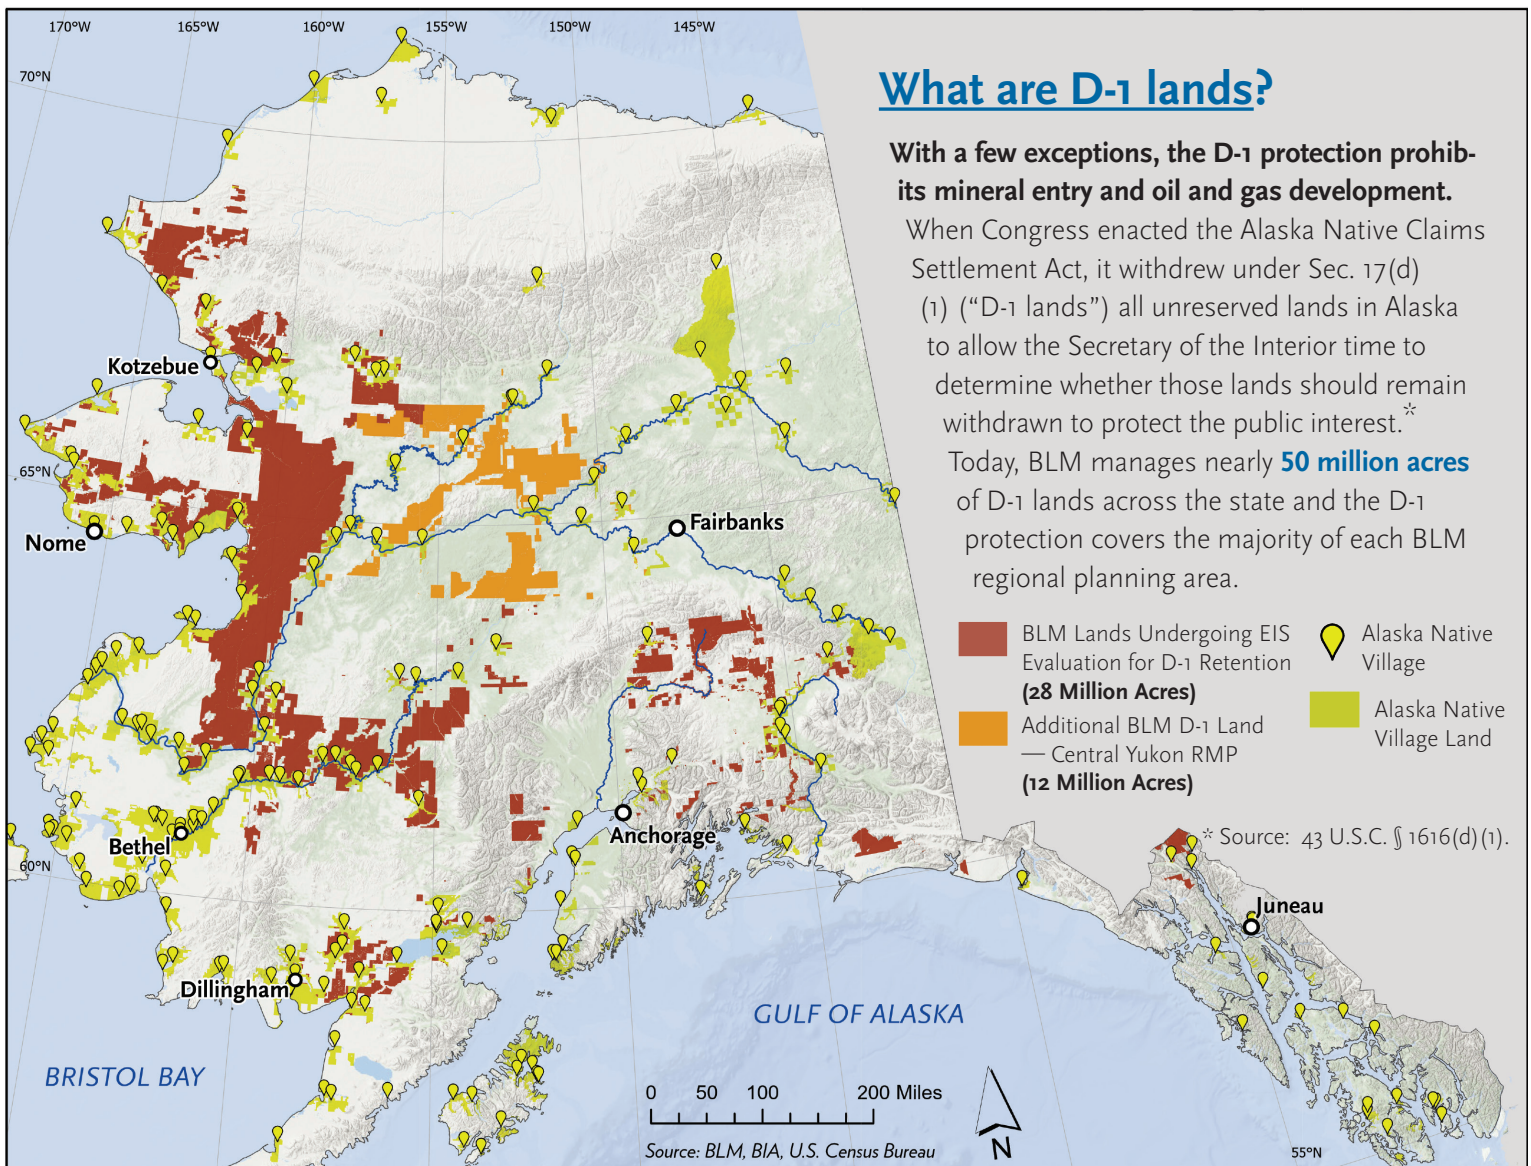 170°W
165°W
160°W
155°W
150°W
145°W
70°N
65°N
60°N
55°N
What are D-1 lands?
With a few exceptions, the D-1 protection prohib-
its mineral entry and oil and gas development.
When Congress enacted the Alaska Native Claims
Settlement Act, it withdrew under Sec. 17(d)
(1) (“D-1 lands”) all unreserved lands in Alaska
to allow the Secretary of the Interior time to
determine whether those lands should remain
withdrawn to protect the public interest.*
Today, BLM manages nearly 50 million acres
of D-1 lands across the state and the D-1
protection covers the majority of each BLM
regional planning area.
BLM Lands Undergoing EIS
Evaluation for D-1 Retention
(28 Million Acres)
Additional BLM D-1 Land
— Central Yukon RMP
(12 Million Acres)
Alaska Native
Village
Alaska Native
Village Land
* Source: 43 U.S.C. § 1616(d)(1).
Kotzebue
Nome
Fairbanks
Bethel
Anchorage
Dillingham
Juneau
BRISTOL BAY
GULF OF ALASKA
0 50 100 200 Miles
N
Source: BLM, BIA, U.S. Census Bureau